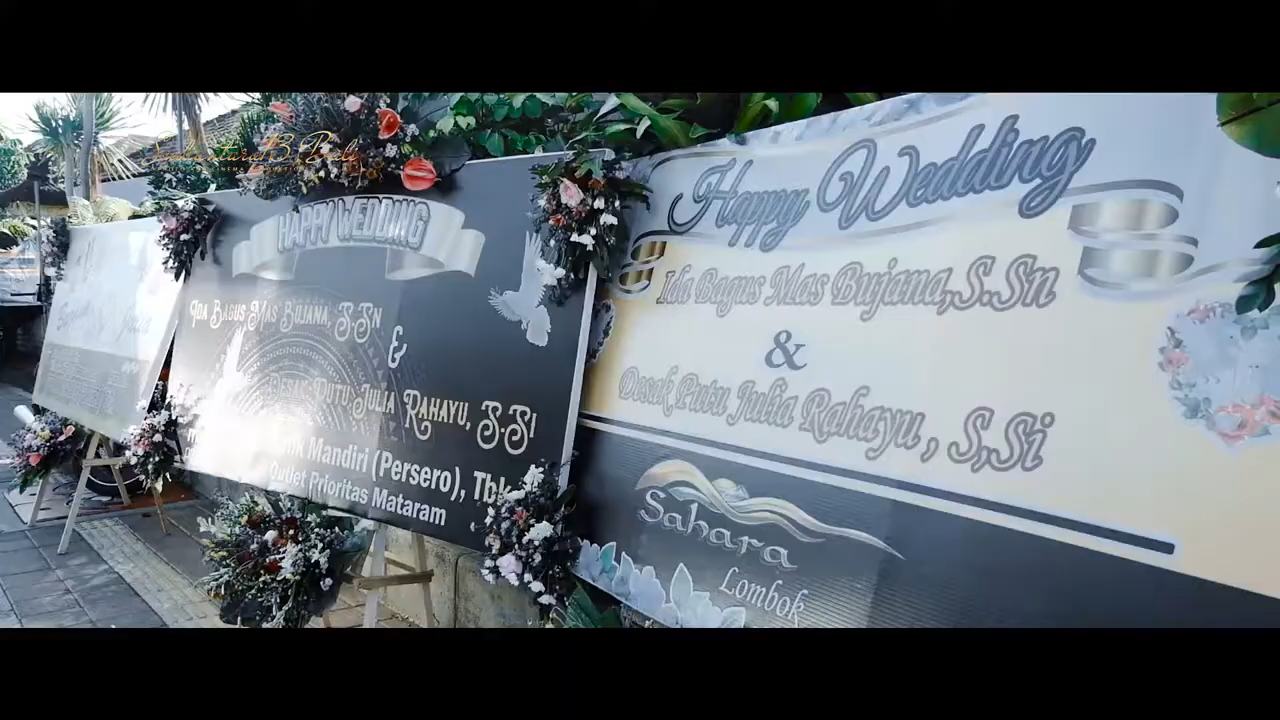 HAPPY WEDDING
IDA BAGUS MAS BUJANA, S.SN
&
DESAK PUTU JULIA RAHAYU, S.SI
Mandiri (Persero), Tbk
Outlet Prioritas Mataram
Happy Wedding
Ida Bagus Mas Bujana,S.Sn
&
Desak Putu Julia Rahayu, S,Si
Sahara
Lombok